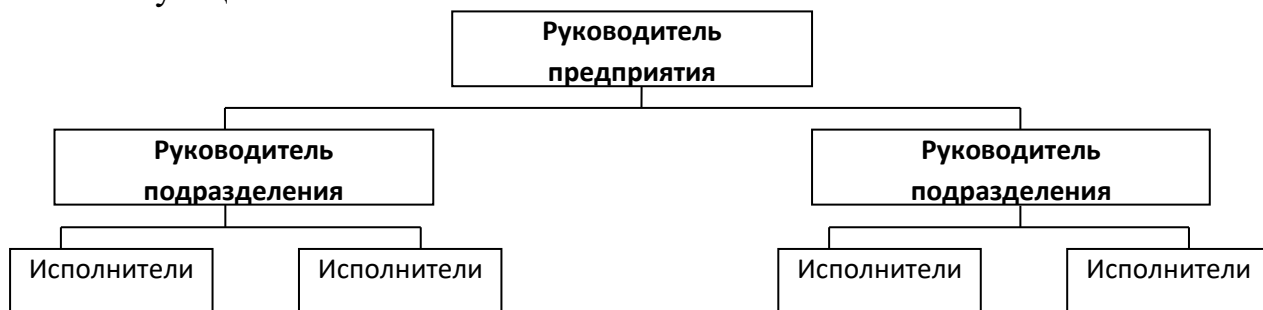 Руководитель
предприятия
Руководитель
подразделения
Руководитель
подразделения
Исполнители
Исполнители
Исполнители
Исполнители